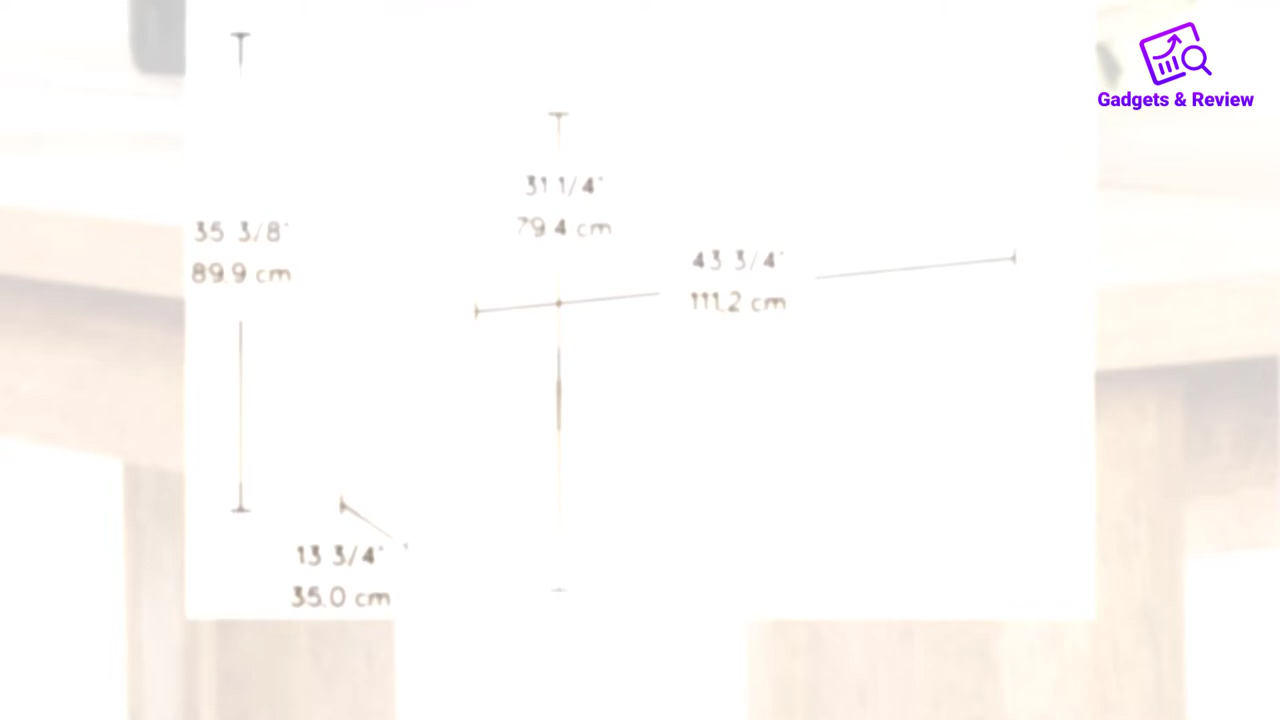 Gadgets & Review
31 1/4"
79.4 cm
35 3/8"
89.9 cm
43 3/4"
111.2 cm
13 3/4"
35.0 cm